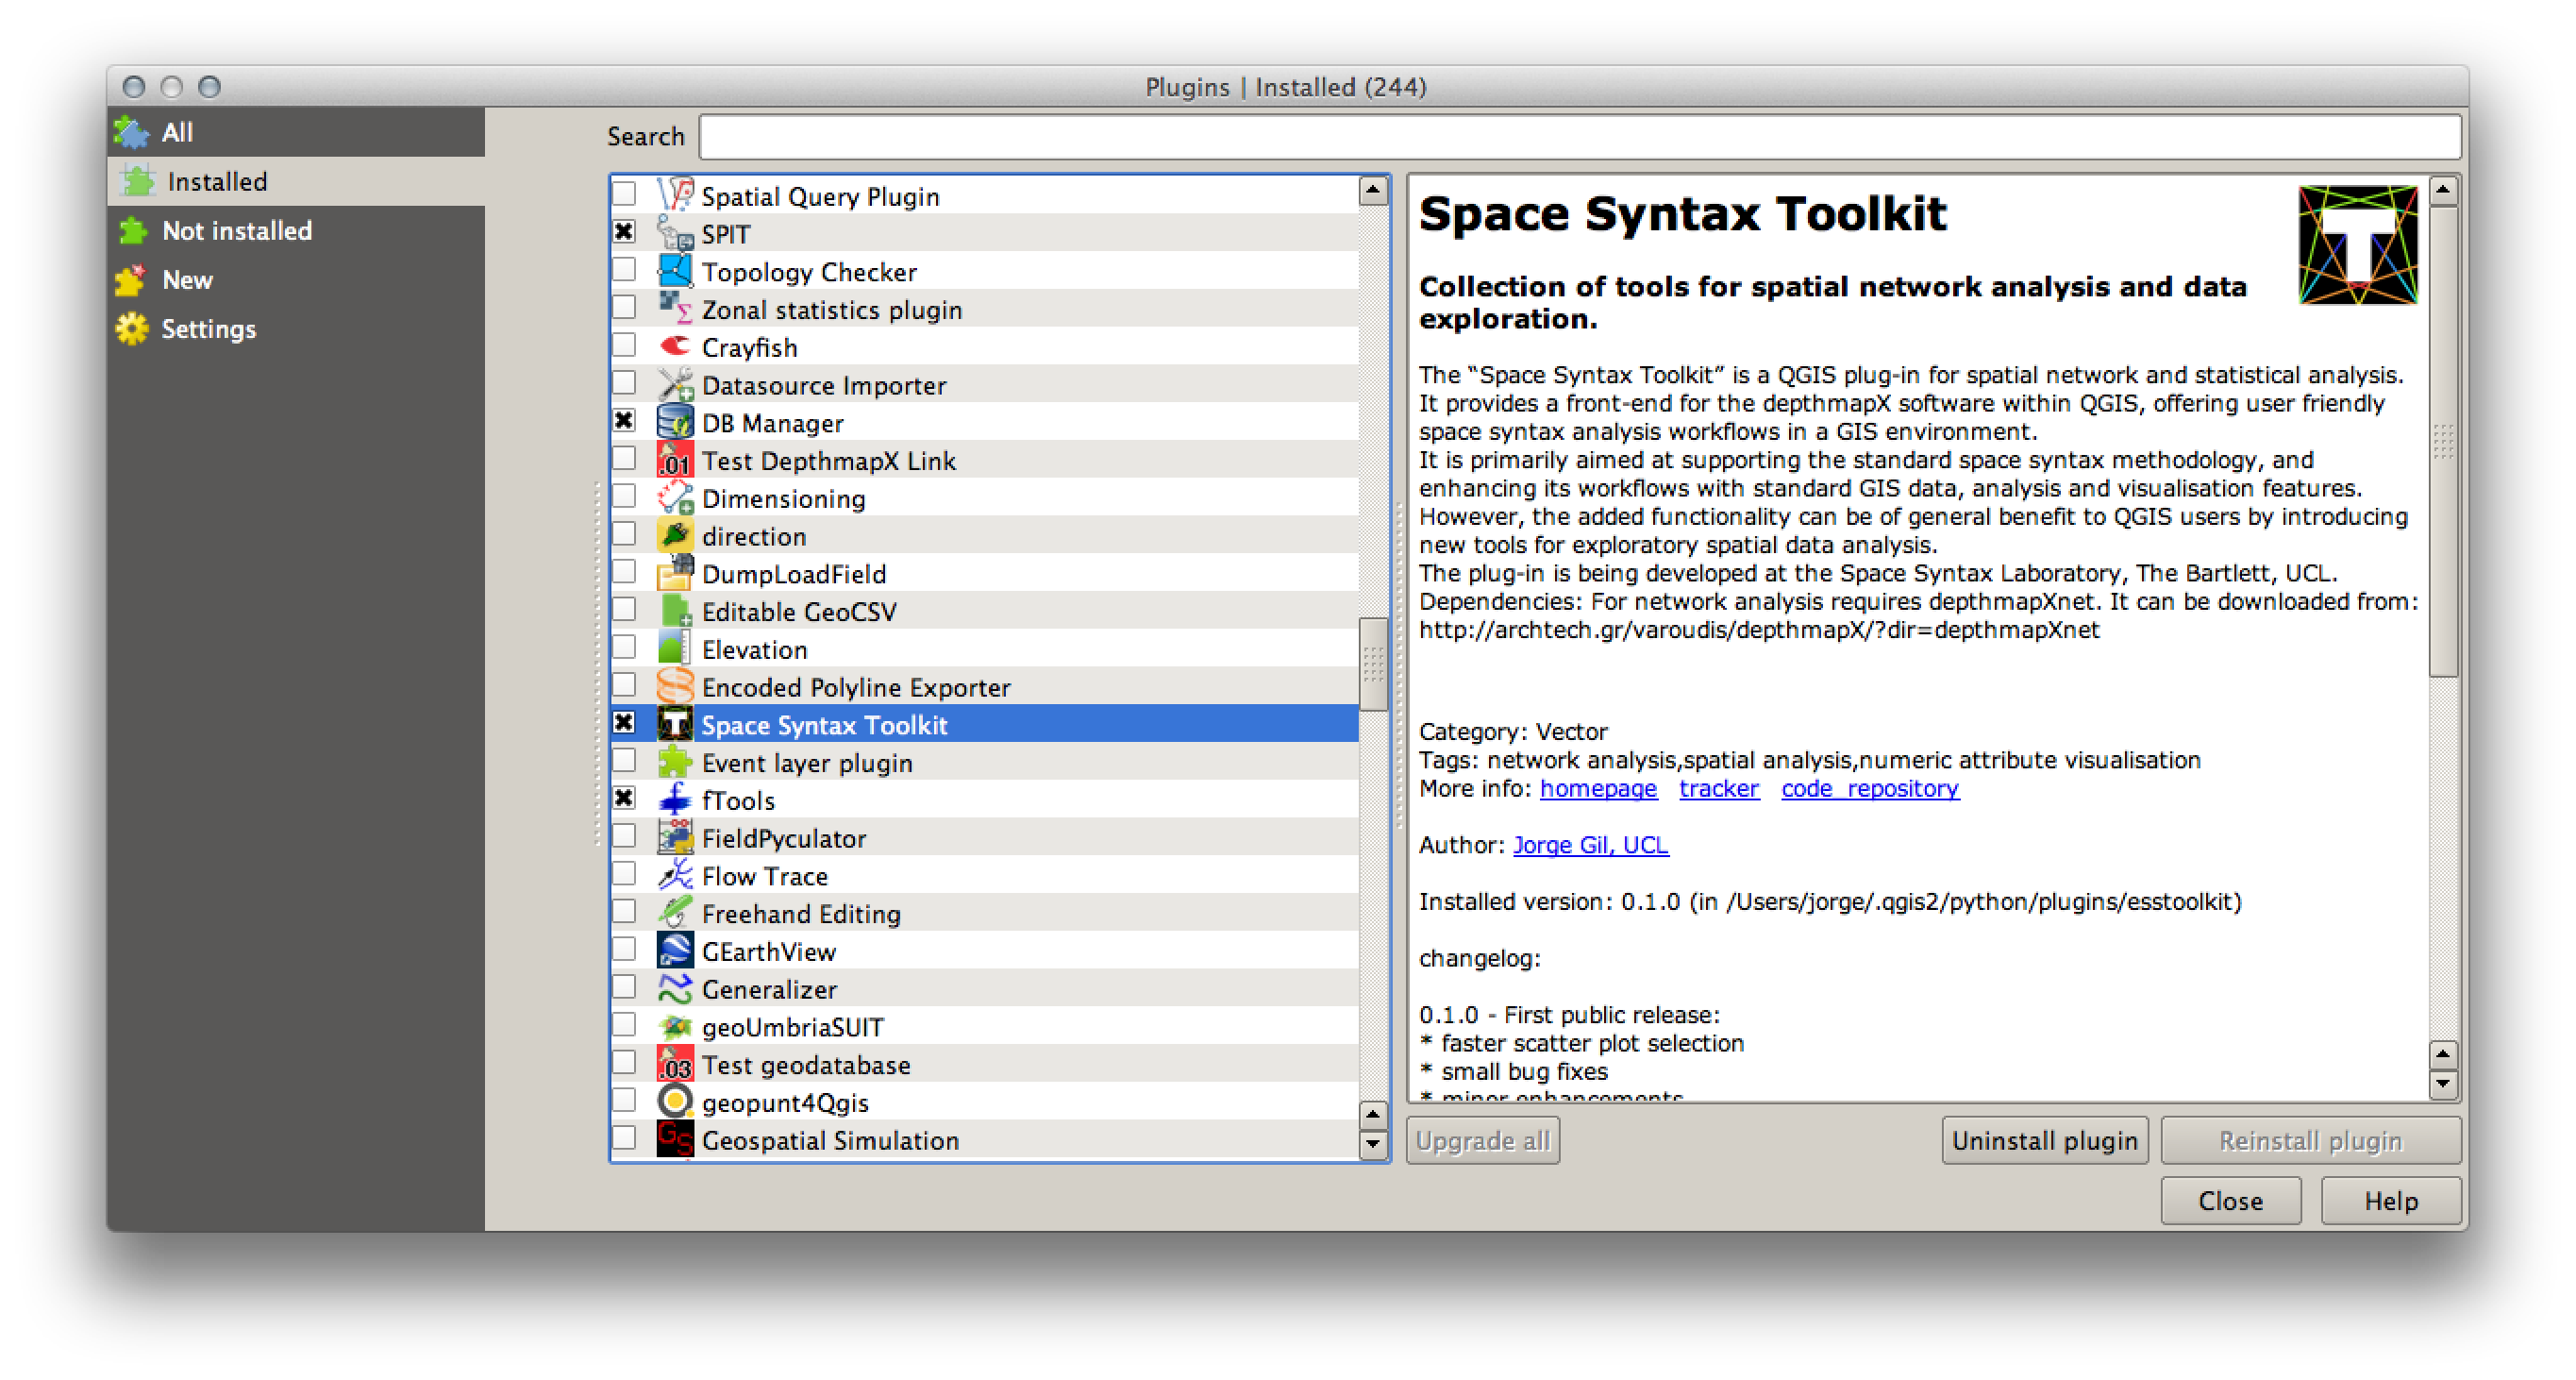 Plugins | Installed (244)
All
Installed
Not installed
New
Settings
Search
Spatial Query Plugin
SPIT
Topology Checker
Zonal statistics plugin
Crayfish
Datasource Importer
DB Manager
.01 Test DepthmapX Link
Dimensioning
direction
DumpLoadField
Editable GeoCSV
Elevation
Encoded Polyline Exporter
T Space Syntax Toolkit
Event layer plugin
fTools
FieldPyculator
Flow Trace
Freehand Editing
GEarthView
Generalizer
geoUmbriaSUIT
.03 Test geodatabase
geopunt4Qgis
GS Geospatial Simulation
Space Syntax Toolkit
T
Collection of tools for spatial network analysis and data
exploration.
The “Space Syntax Toolkit” is a QGIS plug-in for spatial network and statistical analysis.
It provides a front-end for the depthmapX software within QGIS, offering user friendly
space syntax analysis workflows in a GIS environment.
It is primarily aimed at supporting the standard space syntax methodology, and
enhancing its workflows with standard GIS data, analysis and visualisation features.
However, the added functionality can be of general benefit to QGIS users by introducing
new tools for exploratory spatial data analysis.
The plug-in is being developed at the Space Syntax Laboratory, The Bartlett, UCL.
Dependencies: For network analysis requires depthmapXnet. It can be downloaded from:
http://archtech.gr/varoudis/depthmapX/?dir=depthmapXnet
Category: Vector
Tags: network analysis,spatial analysis,numeric attribute visualisation
More info: homepage tracker code_repository
Author: Jorge Gil, UCL
Installed version: 0.1.0 (in /Users/jorge/.qgis2/python/plugins/esstoolkit)
changelog:
0.1.0 - First public release:
* faster scatter plot selection
* small bug fixes
* minor enhancements
Upgrade all
Uninstall plugin
Reinstall plugin
Close
Help